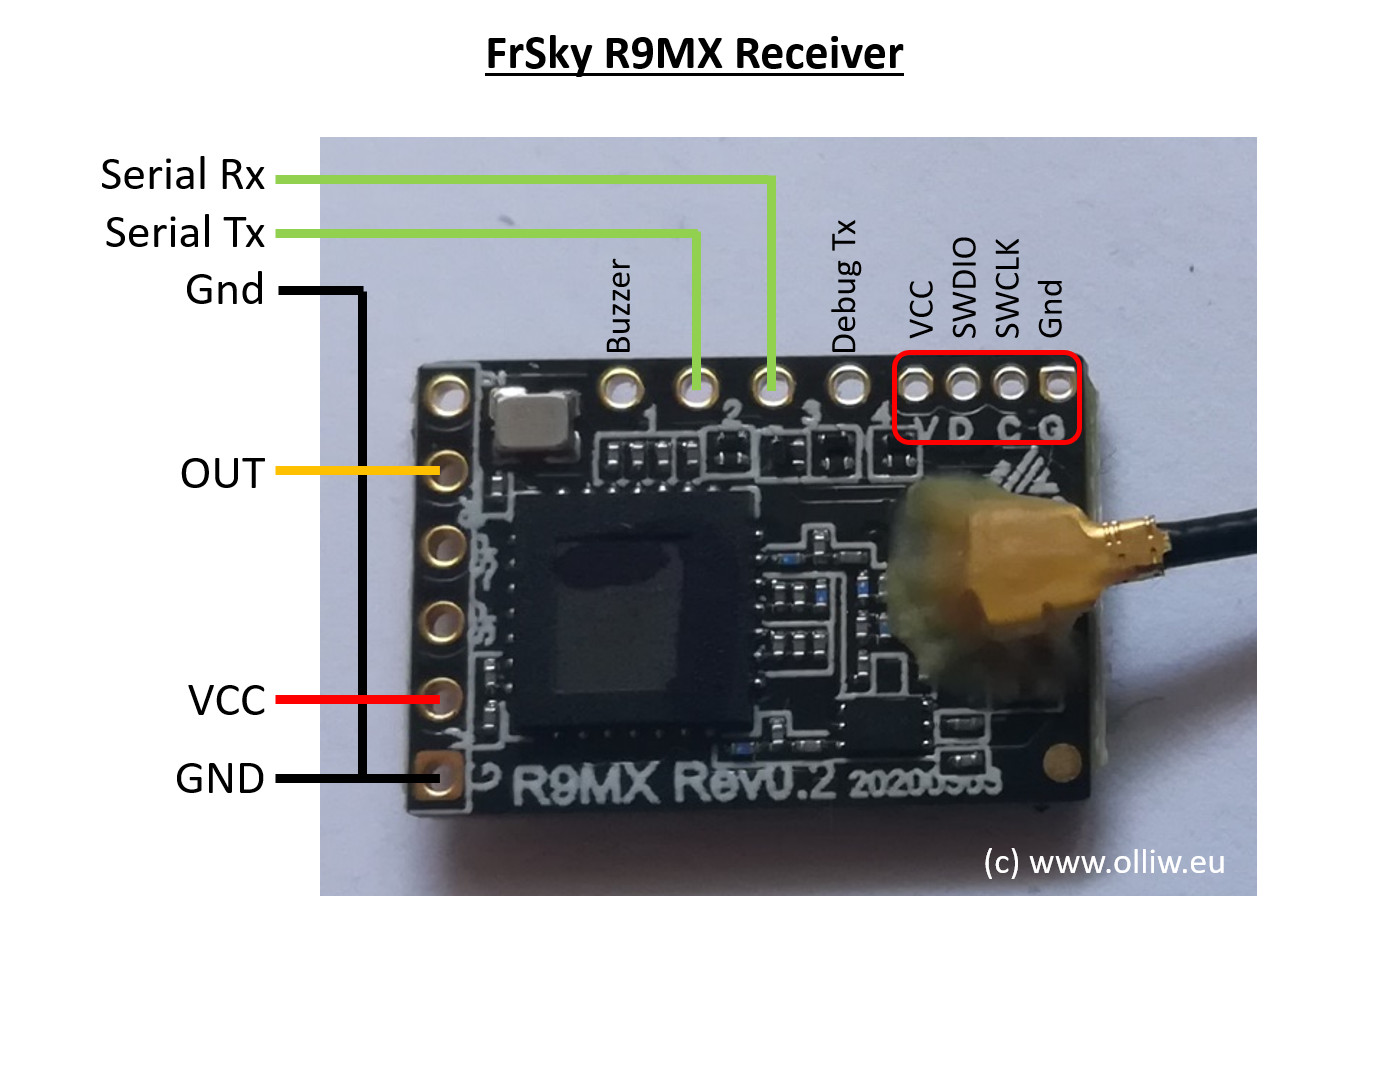 FrSky R9MX Receiver
Serial Rx
Serial Tx
Gnd
OUT
VCC
GND
Buzzer
Debug Tx
VCC
SWDIO
SWCLK
Gnd
1
2
3
4
V D C G
G
R9MX Rev0.2
(c) www.olliw.eu